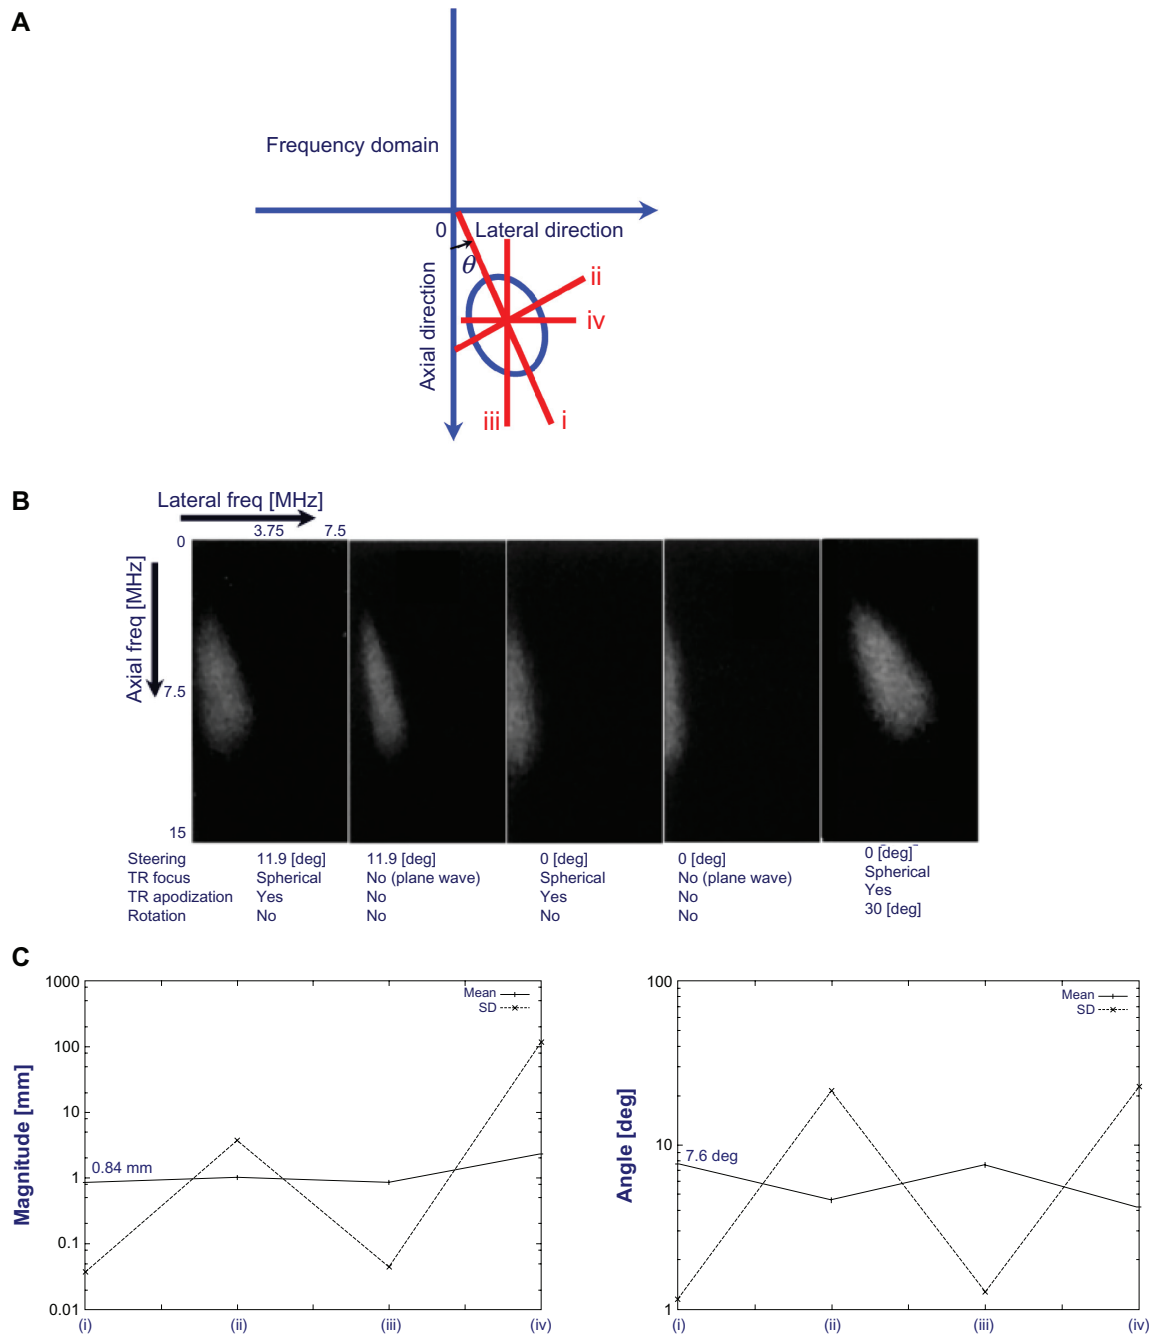 A
Frequency domain
0
Lateral direction
θ
Axial direction
ii
iv
iii
i
B
Lateral freq [MHz]
3.75
7.5
0
Axial freq [MHz]
7.5
15
Steering 11.9 [deg] 11.9 [deg] 0 [deg] 0 [deg] 0 [deg]
TR focus Spherical No (plane wave) Spherical No (plane wave) Spherical
TR apodization Yes No Yes No Yes
Rotation No No No No 30 [deg]
C
1000
100
10
1
0.1
0.01
Magnitude [mm]
Mean
SD
0.84 mm
(i) (ii) (iii) (iv)
100
10
1
Angle [deg]
Mean
SD
7.6 deg
(i) (ii) (iii) (iv)